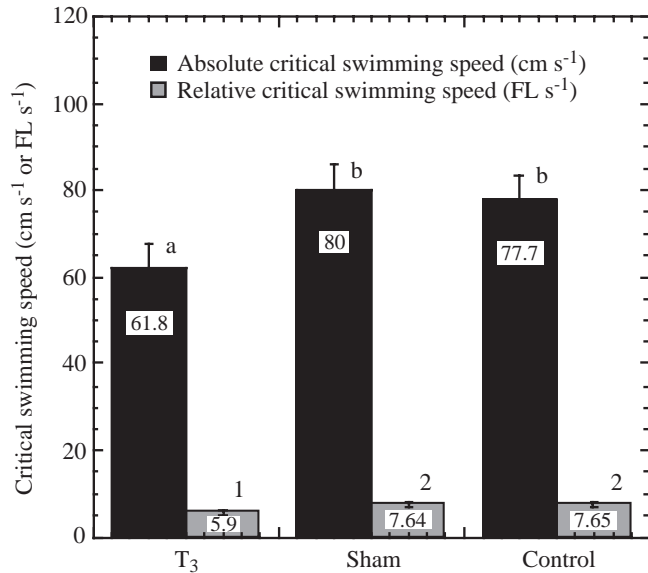 120
100
80
60
40
20
0
Critical swimming speed (cm s⁻¹ or FL s⁻¹)
Absolute critical swimming speed (cm s⁻¹)
Relative critical swimming speed (FL s⁻¹)
a
b
b
61.8
80
77.7
1
2
2
5.9
7.64
7.65
T₃ Sham Control